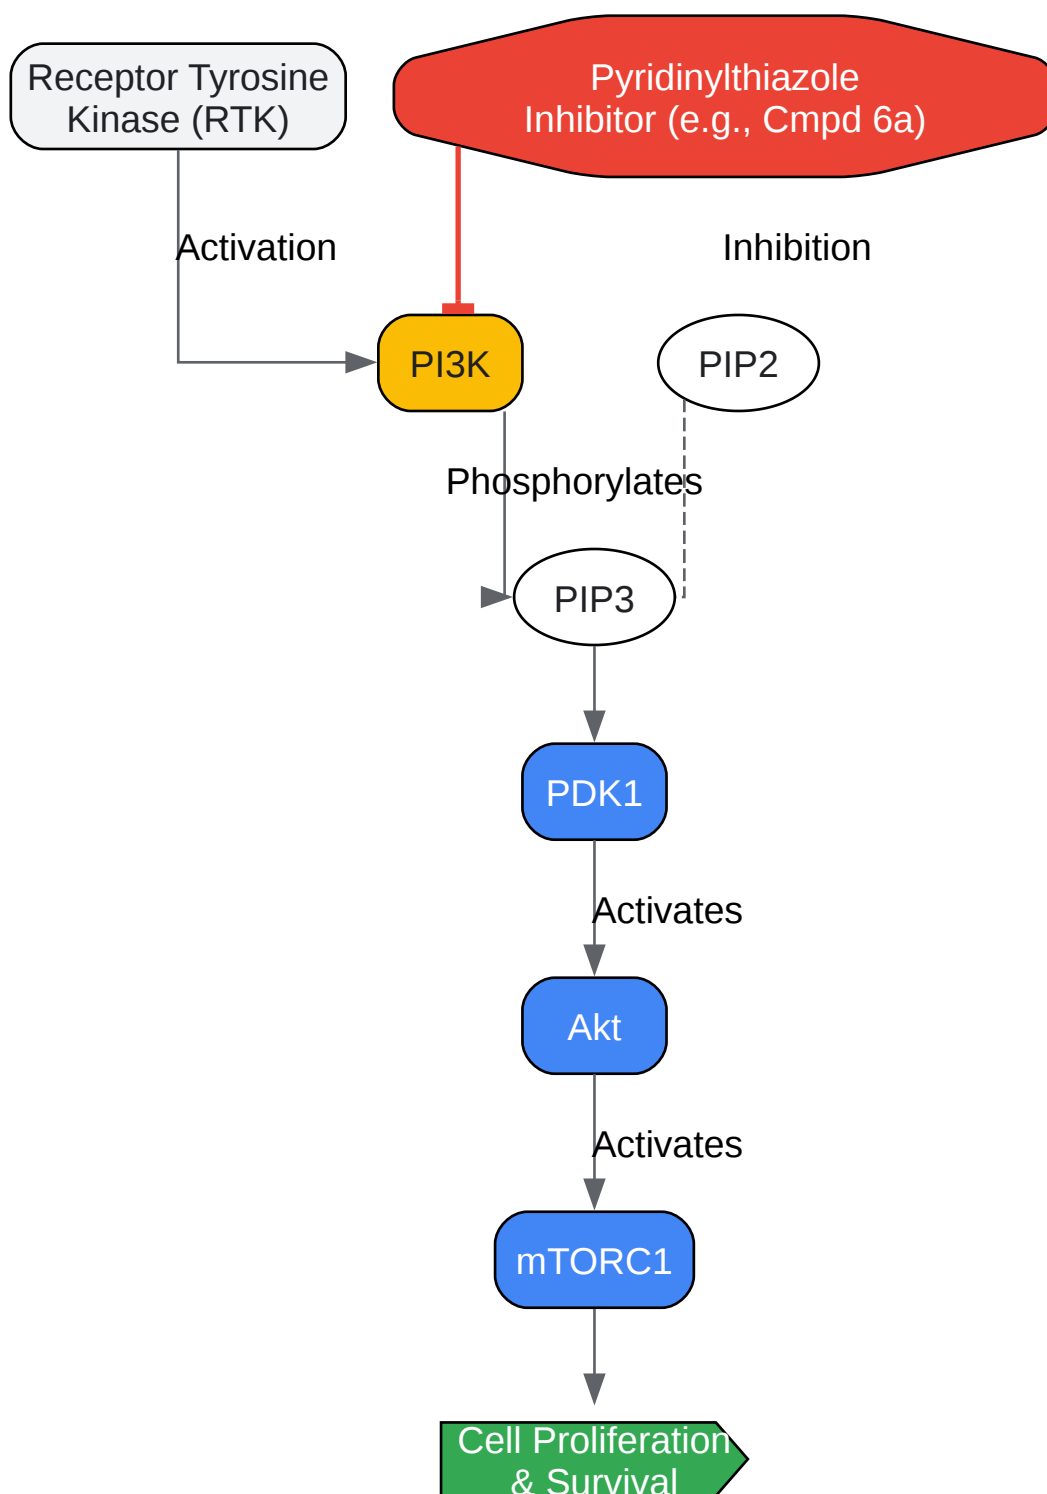 Receptor Tyrosine
Kinase (RTK)
Pyridinylthiazole
Inhibitor (e.g., Cmpd 6a)
Activation
Inhibition
PI3K
PIP2
Phosphorylates
PIP3
PDK1
Activates
Akt
Activates
mTORC1
Cell Proliferation
& Survival